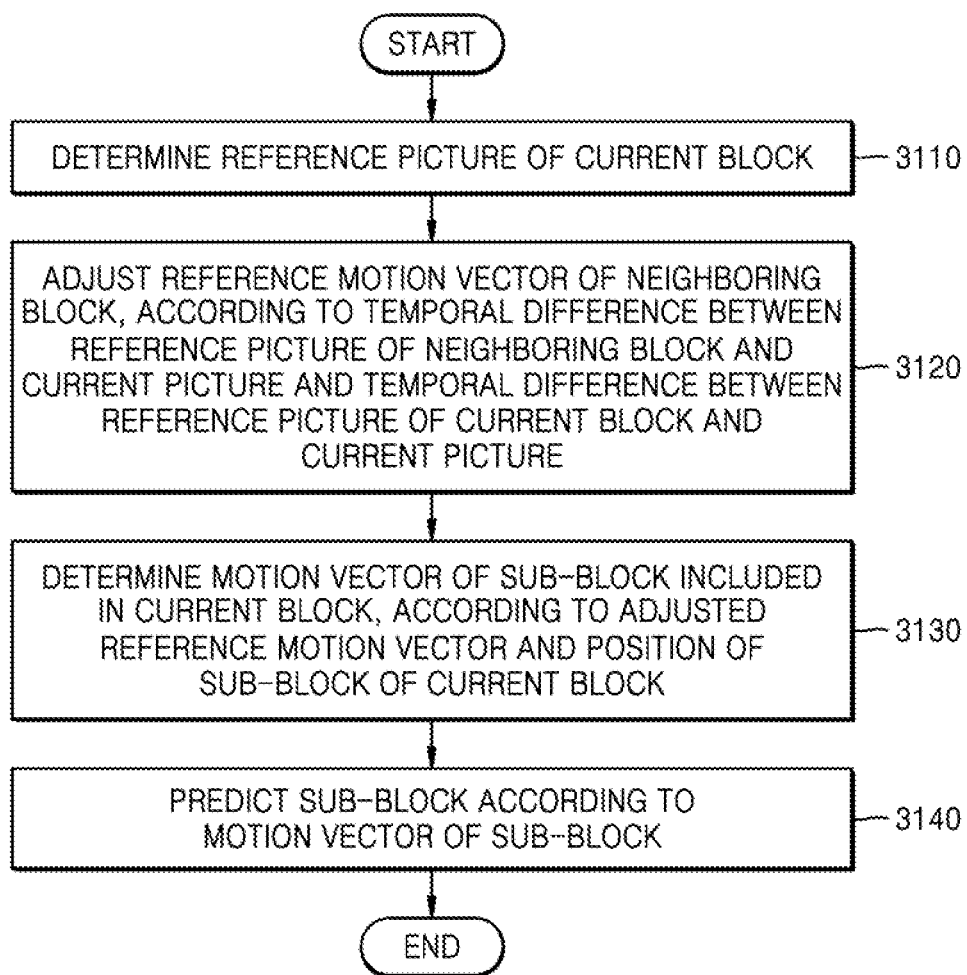 START
DETERMINE REFERENCE PICTURE OF CURRENT BLOCK
3110
ADJUST REFERENCE MOTION VECTOR OF NEIGHBORING
BLOCK, ACCORDING TO TEMPORAL DIFFERENCE BETWEEN
REFERENCE PICTURE OF NEIGHBORING BLOCK AND
CURRENT PICTURE AND TEMPORAL DIFFERENCE BETWEEN
REFERENCE PICTURE OF CURRENT BLOCK AND
CURRENT PICTURE
3120
DETERMINE MOTION VECTOR OF SUB-BLOCK INCLUDED
IN CURRENT BLOCK, ACCORDING TO ADJUSTED
REFERENCE MOTION VECTOR AND POSITION OF
SUB-BLOCK OF CURRENT BLOCK
3130
PREDICT SUB-BLOCK ACCORDING TO
MOTION VECTOR OF SUB-BLOCK
3140
END